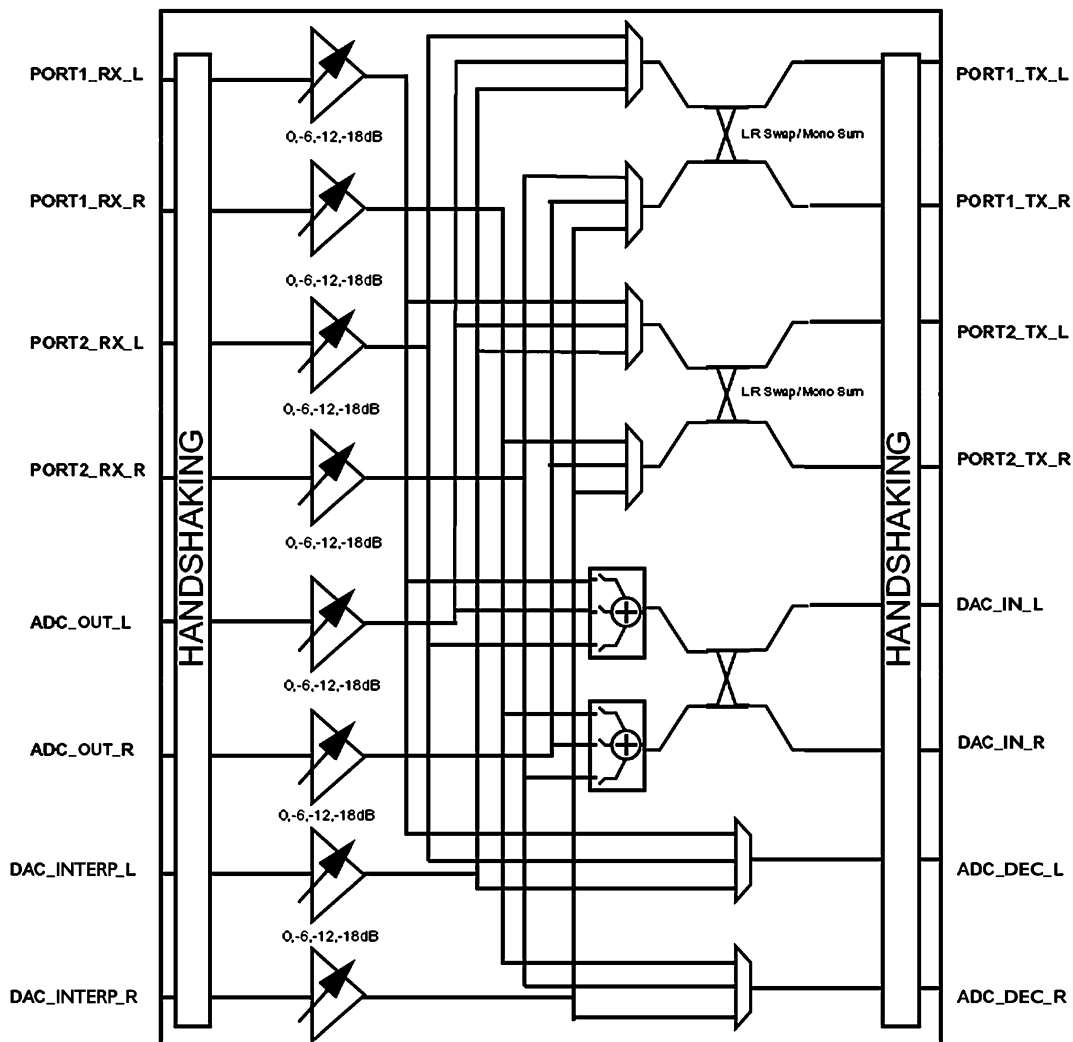 PORT1_RX_L
PORT1_TX_L
0,-6,-12,-18dB
LR Swap/Mono Sum
PORT1_RX_R
PORT1_TX_R
0,-6,-12,-18dB
PORT2_RX_L
PORT2_TX_L
0,-6,-12,-18dB
LR Swap/Mono Sum
PORT2_RX_R
PORT2_TX_R
HANDSHAKING
HANDSHAKING
0,-6,-12,-18dB
ADC_OUT_L
DAC_IN_L
0,-6,-12,-18dB
ADC_OUT_R
DAC_IN_R
0,-6,-12,-18dB
DAC_INTERP_L
ADC_DEC_L
0,-6,-12,-18dB
DAC_INTERP_R
ADC_DEC_R